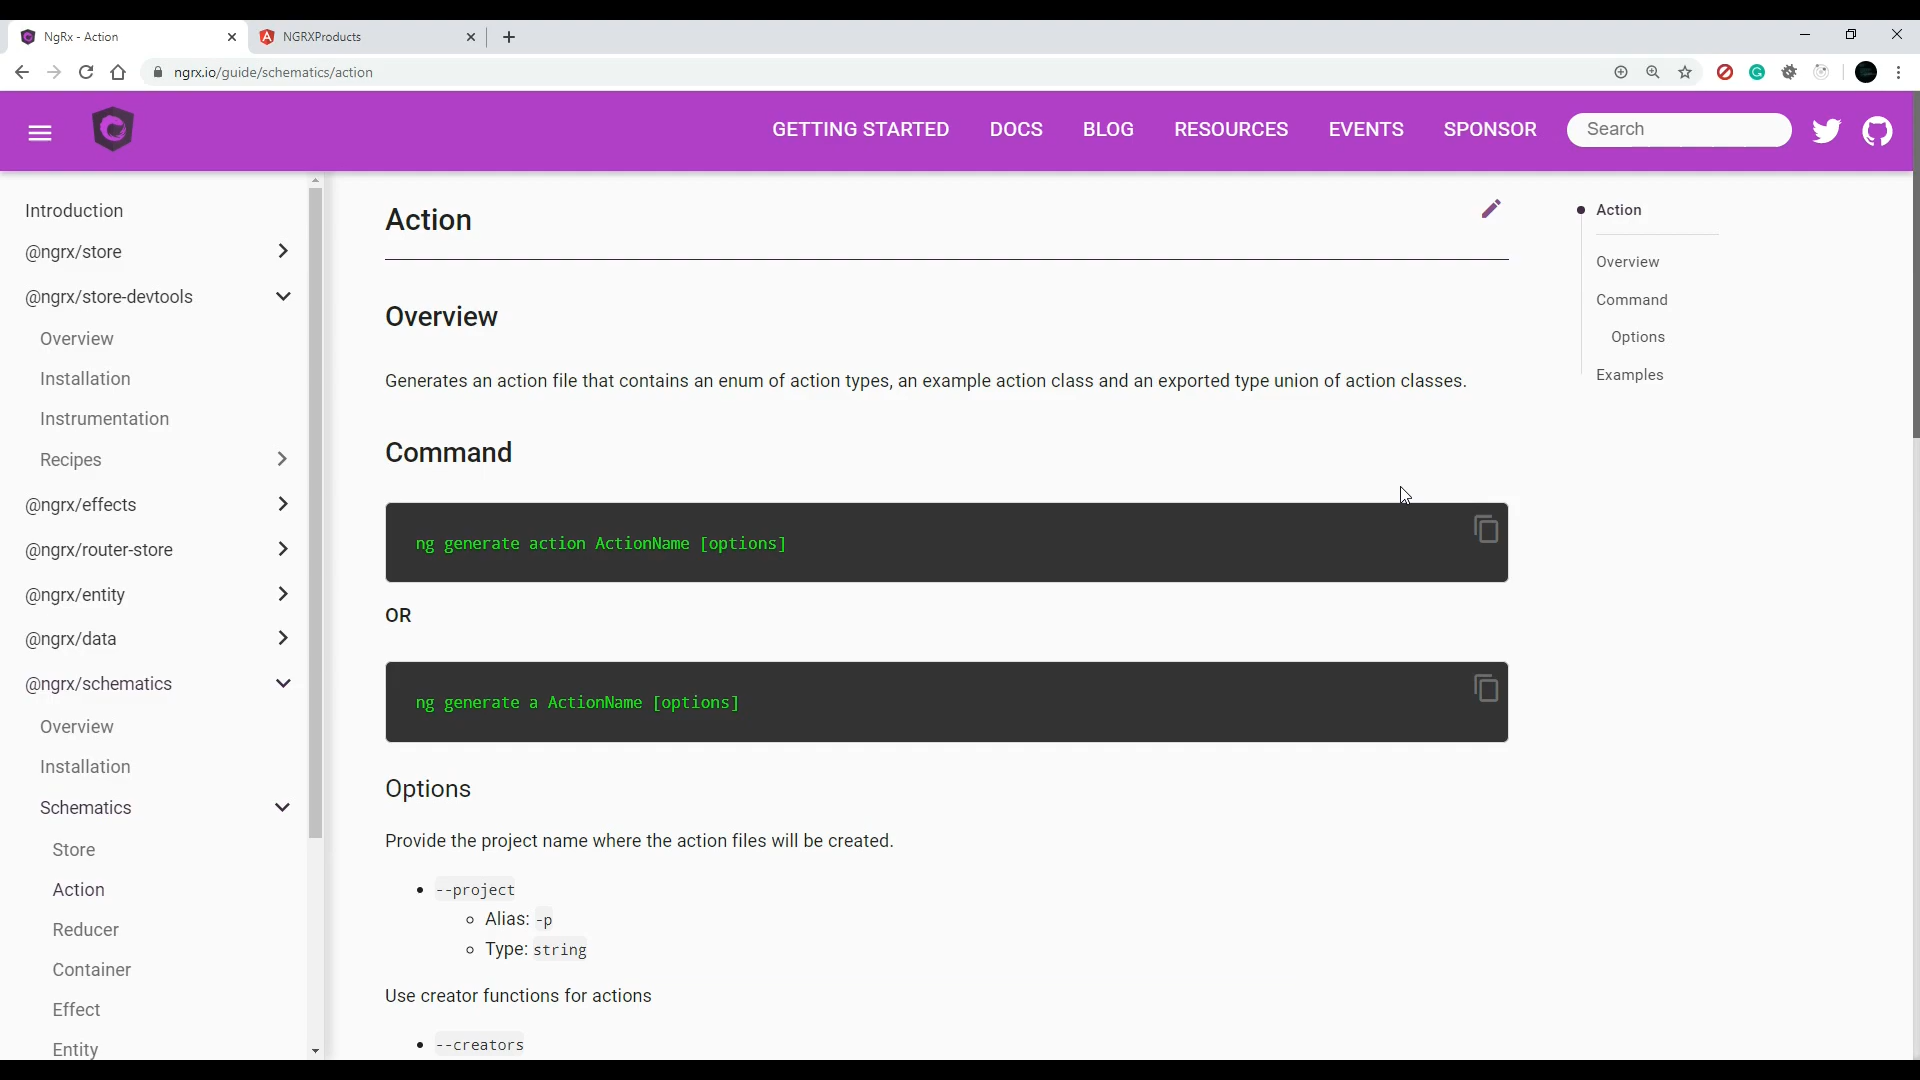 NgRx - Action
NGRXProducts
ngrx.io/guide/schematics/action
GETTING STARTED
DOCS
BLOG
RESOURCES
EVENTS
SPONSOR
Search
Introduction
@ngrx/store
@ngrx/store-devtools
Overview
Installation
Instrumentation
Recipes
@ngrx/effects
@ngrx/router-store
@ngrx/entity
@ngrx/data
@ngrx/schematics
Overview
Installation
Schematics
Store
Action
Reducer
Container
Effect
Entity
Action
Overview
Generates an action file that contains an enum of action types, an example action class and an exported type union of action classes.
Command
ng generate action ActionName [options]
OR
ng generate a ActionName [options]
Options
Provide the project name where the action files will be created.
--project
Alias: -p
Type: string
Use creator functions for actions
--creators
Action
Overview
Command
Options
Examples